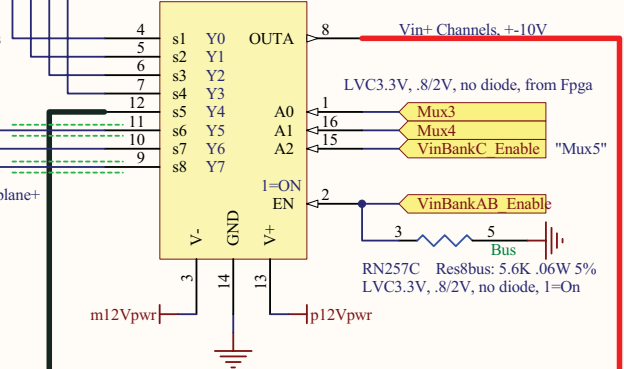 4 s1 Y0 OUTA 8 Vin+ Channels, +-10V
5 s2 Y1
6 s3 Y2
7 s4 Y3 LVC3.3V, .8/2V, no diode, from Fpga
12 s5 Y4 A0 1 Mux3
11 s6 Y5 A1 16 Mux4
10 s7 Y6 A2 15 VinBankC_Enable "Mux5"
9 s8 Y7
plane+
1=ON
EN 2 VinBankAB_Enable
3 5
Bus
V- GND V+
RN257C Res8bus: 5.6K .06W 5%
LVC3.3V, .8/2V, no diode, 1=On
3 14 13
m12Vpwr p12Vpwr